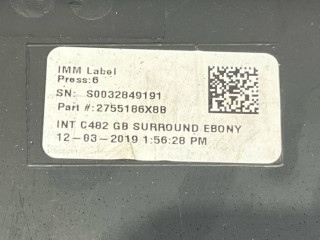 IMM Label
Press:6
SN: S0032849191
Part #:2755186X8B
INT C482 GB SURROUND EBONY
12-03-2019 1:56:28 PM